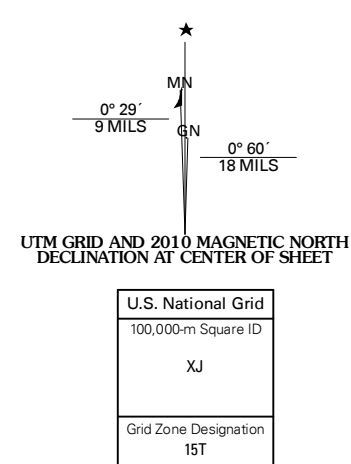 MN
0° 29´
9 MILS
GN
0° 60´
18 MILS
UTM GRID AND 2010 MAGNETIC NORTH
DECLINATION AT CENTER OF SHEET
U.S. National Grid
100,000-m Square ID
XJ
Grid Zone Designation
15T